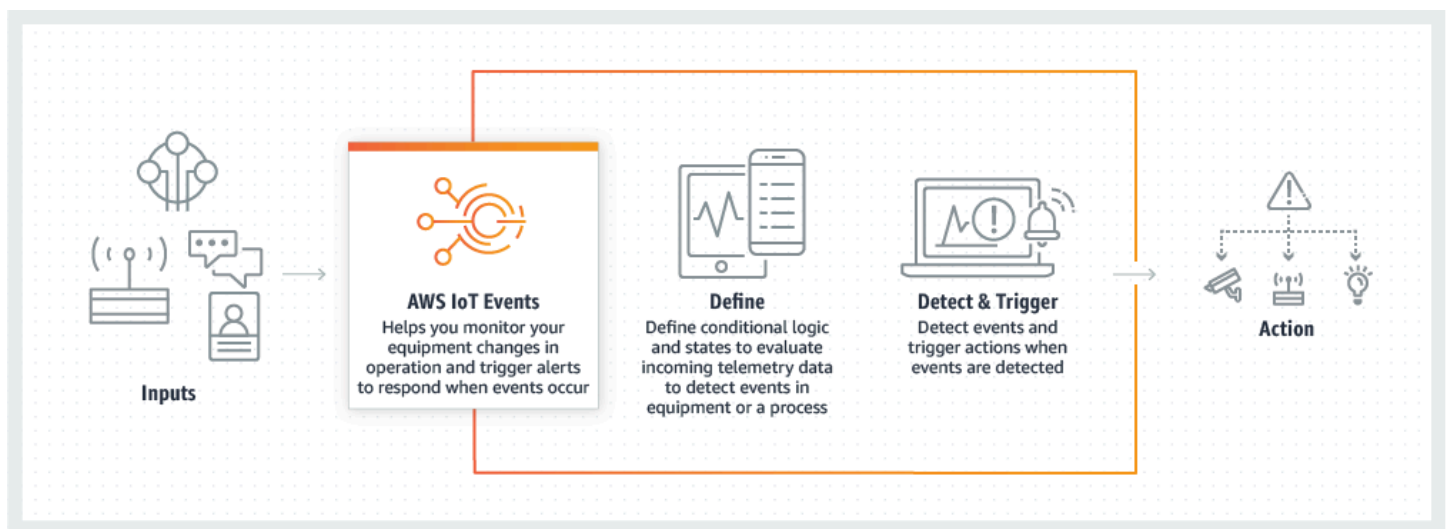 Inputs
AWS IoT Events
Helps you monitor your
equipment changes in
operation and trigger alerts
to respond when events occur
Define
Define conditional logic
and states to evaluate
incoming telemetry data
to detect events in
equipment or a process
Detect & Trigger
Detect events and
trigger actions when
events are detected
Action